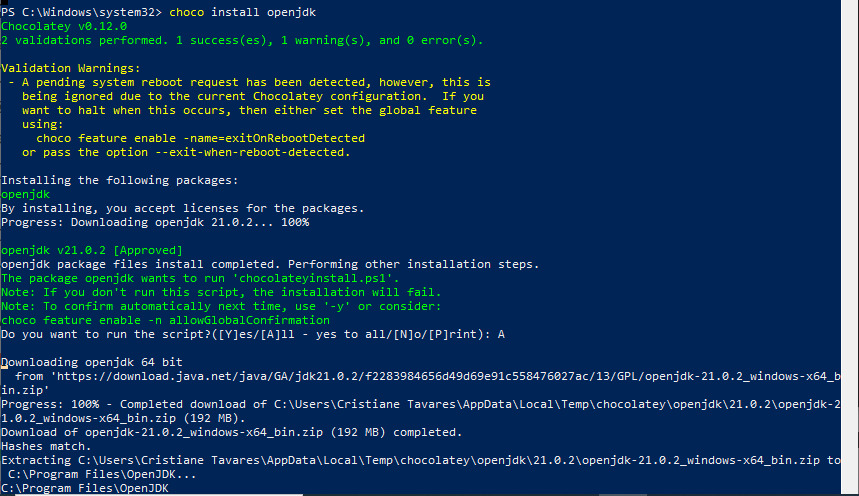 PS C:\Windows\system32> choco install openjdk
Chocolatey v0.12.0
2 validations performed. 1 success(es), 1 warning(s), and 0 error(s).

Validation Warnings:
 - A pending system reboot request has been detected, however, this is
   being ignored due to the current Chocolatey configuration.  If you
   want to halt when this occurs, then either set the global feature
   using:
     choco feature enable -name=exitOnRebootDetected
   or pass the option --exit-when-reboot-detected.

Installing the following packages:
openjdk
By installing, you accept licenses for the packages.
Progress: Downloading openjdk 21.0.2... 100%

openjdk v21.0.2 [Approved]
openjdk package files install completed. Performing other installation steps.
The package openjdk wants to run 'chocolateyinstall.ps1'.
Note: If you don't run this script, the installation will fail.
Note: To confirm automatically next time, use '-y' or consider:
choco feature enable -n allowGlobalConfirmation
Do you want to run the script?([Y]es/[A]ll - yes to all/[N]o/[P]rint): A

Downloading openjdk 64 bit
  from 'https://download.java.net/java/GA/jdk21.0.2/f2283984656d49d69e91c558476027ac/13/GPL/openjdk-21.0.2_windows-x64_b
in.zip'
Progress: 100% - Completed download of C:\Users\Cristiane Tavares\AppData\Local\Temp\chocolatey\openjdk\21.0.2\openjdk-2
1.0.2_windows-x64_bin.zip (192 MB).
Download of openjdk-21.0.2_windows-x64_bin.zip (192 MB) completed.
Hashes match.
Extracting C:\Users\Cristiane Tavares\AppData\Local\Temp\chocolatey\openjdk\21.0.2\openjdk-21.0.2_windows-x64_bin.zip to
 C:\Program Files\OpenJDK...
C:\Program Files\OpenJDK